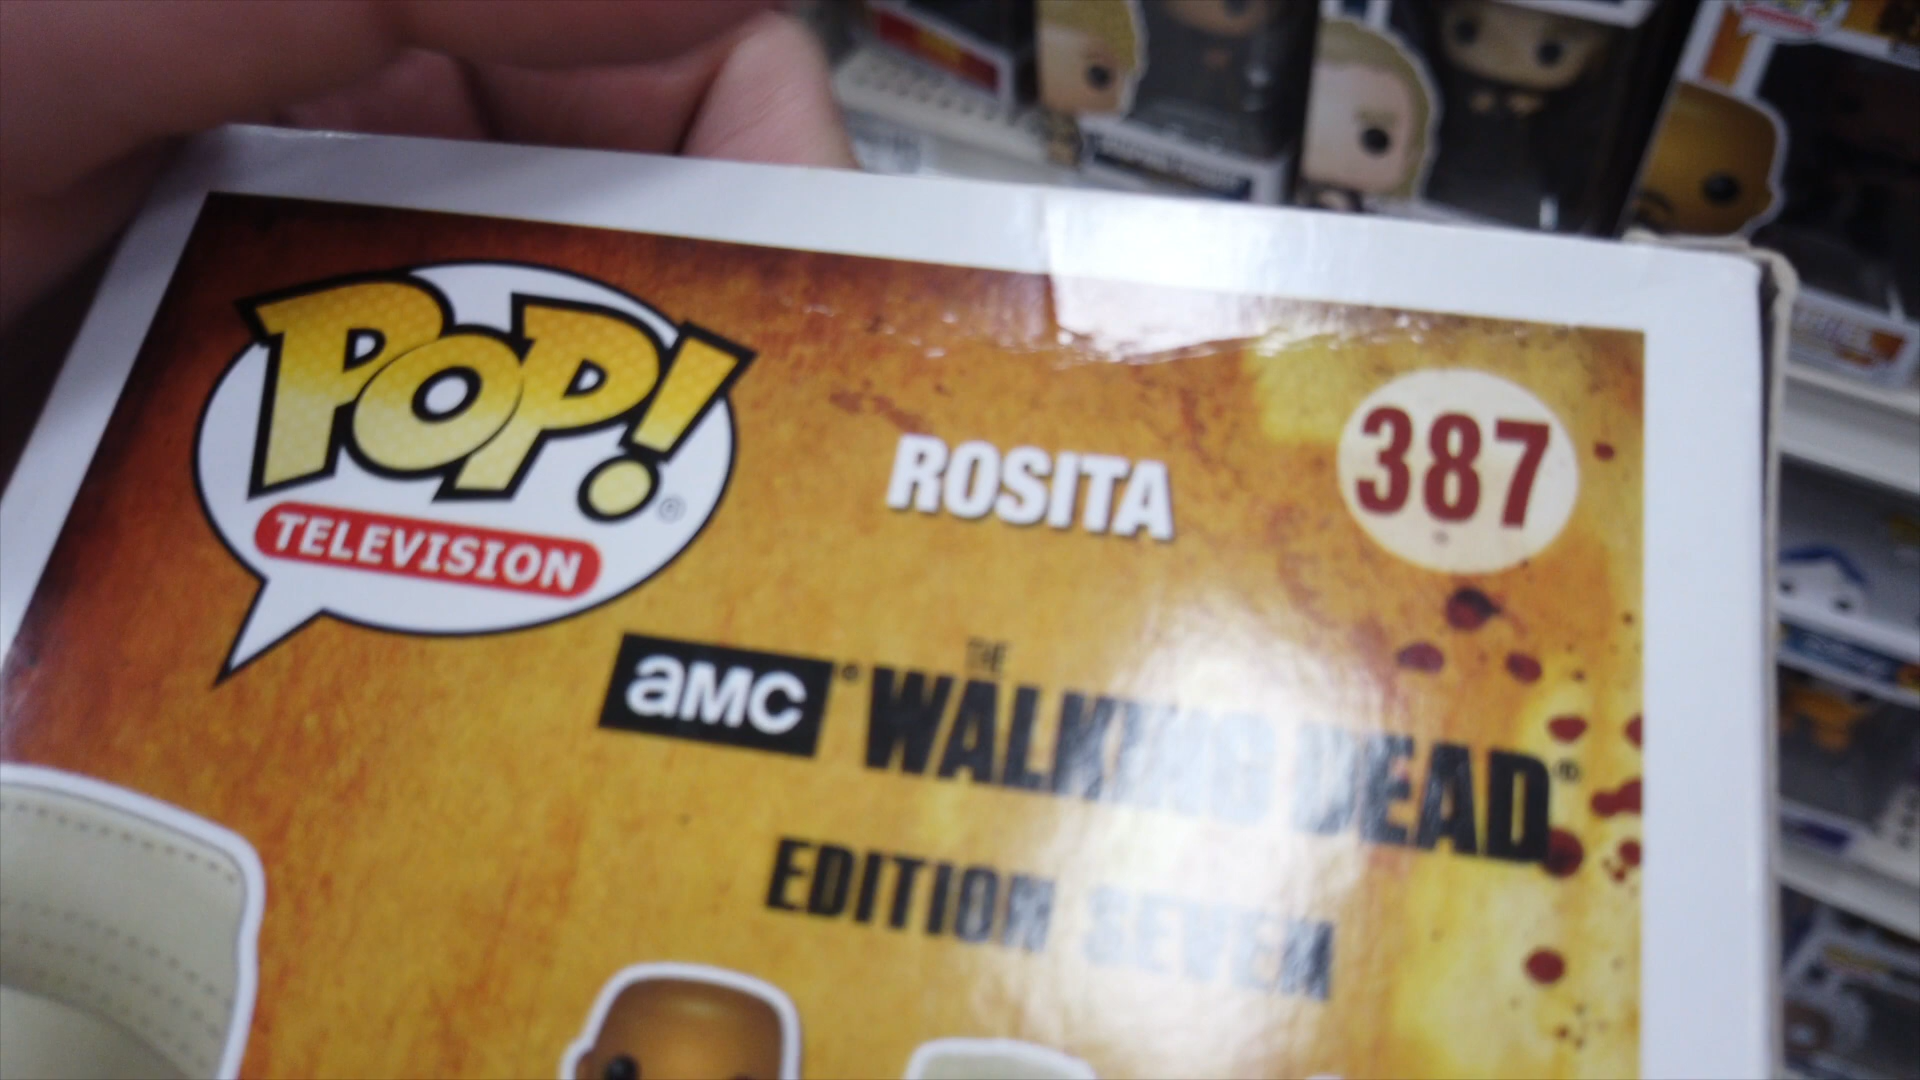 POP!
TELEVISION
ROSITA
387
aMC
THE
WALKING DEAD
EDITION SEVEN